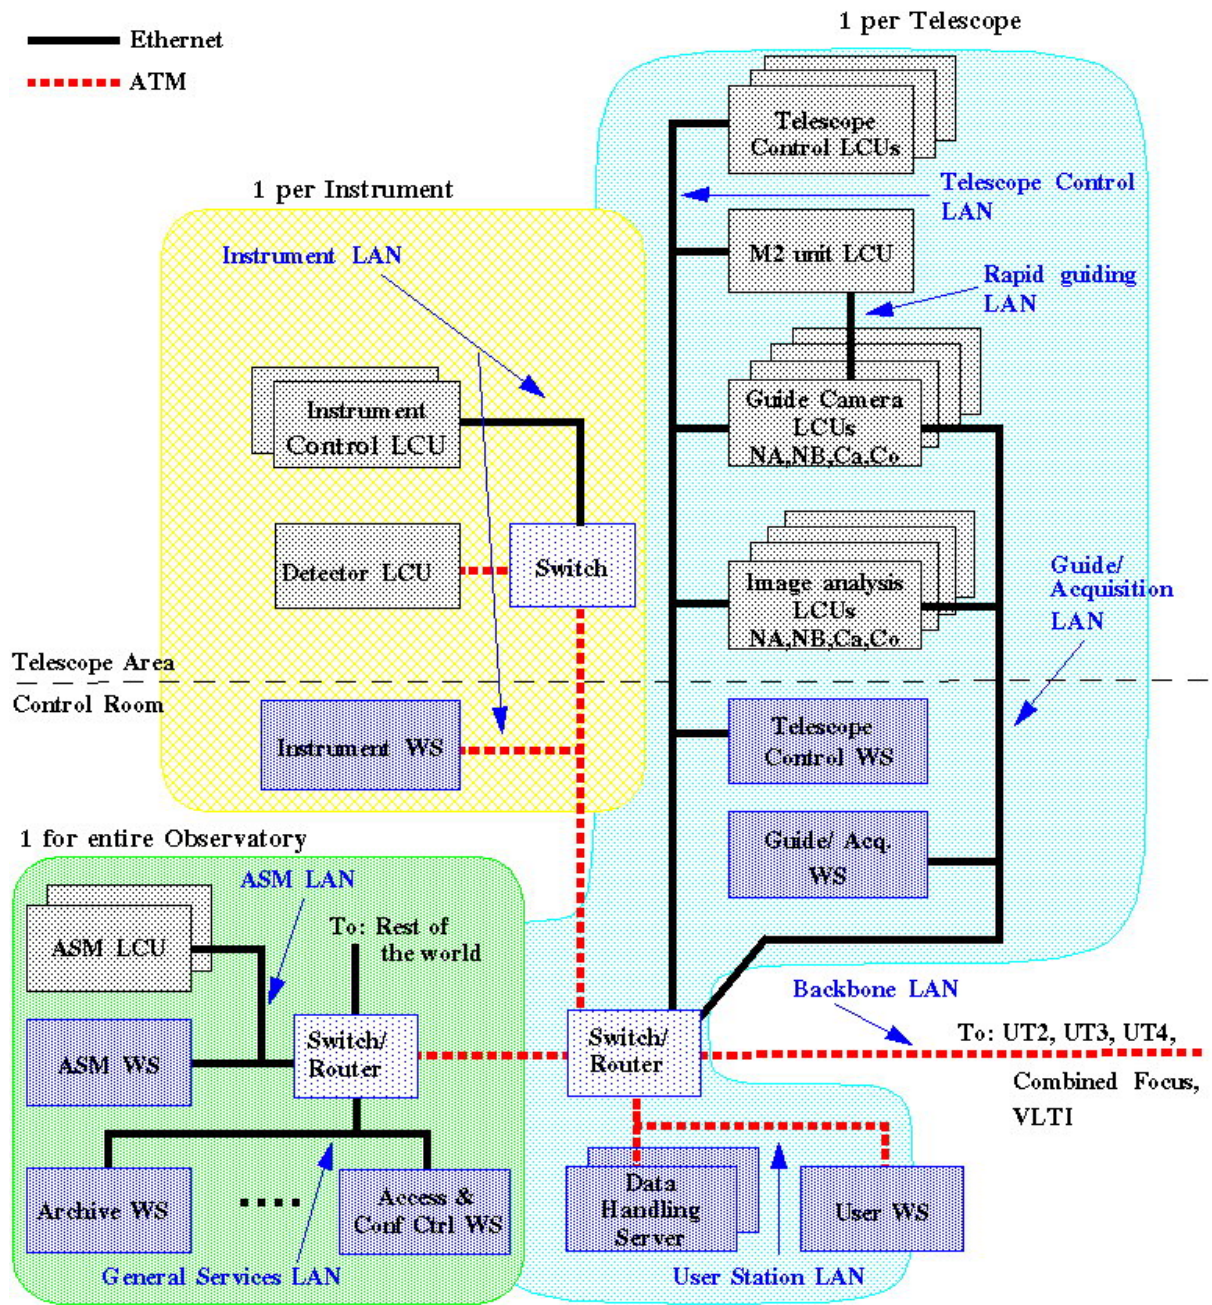 1 per Telescope
Ethernet
ATM
Telescope
Control LCUs
1 per Instrument
Telescope Control
LAN
Instrument LAN
M2 unit LCU
Rapid guiding
LAN
Instrument
Control LCU
Guide Camera
LCUs
NA,NB,Ca,Co
Detector LCU
Switch
Image analysis
LCUs
NA,NB,Ca,Co
Guide/
Acquisition
LAN
Telescope Area
Control Room
Instrument WS
Telescope
Control WS
1 for entire Observatory
Guide/ Acq.
WS
ASM LAN
ASM LCU
To: Rest of
the world
Backbone LAN
ASM WS
Switch/
Router
Switch/
Router
To: UT2, UT3, UT4,
Combined Focus,
VLTI
Archive WS
....
Access &
Conf Ctrl WS
Data
Handling
Server
User WS
General Services LAN
User Station LAN